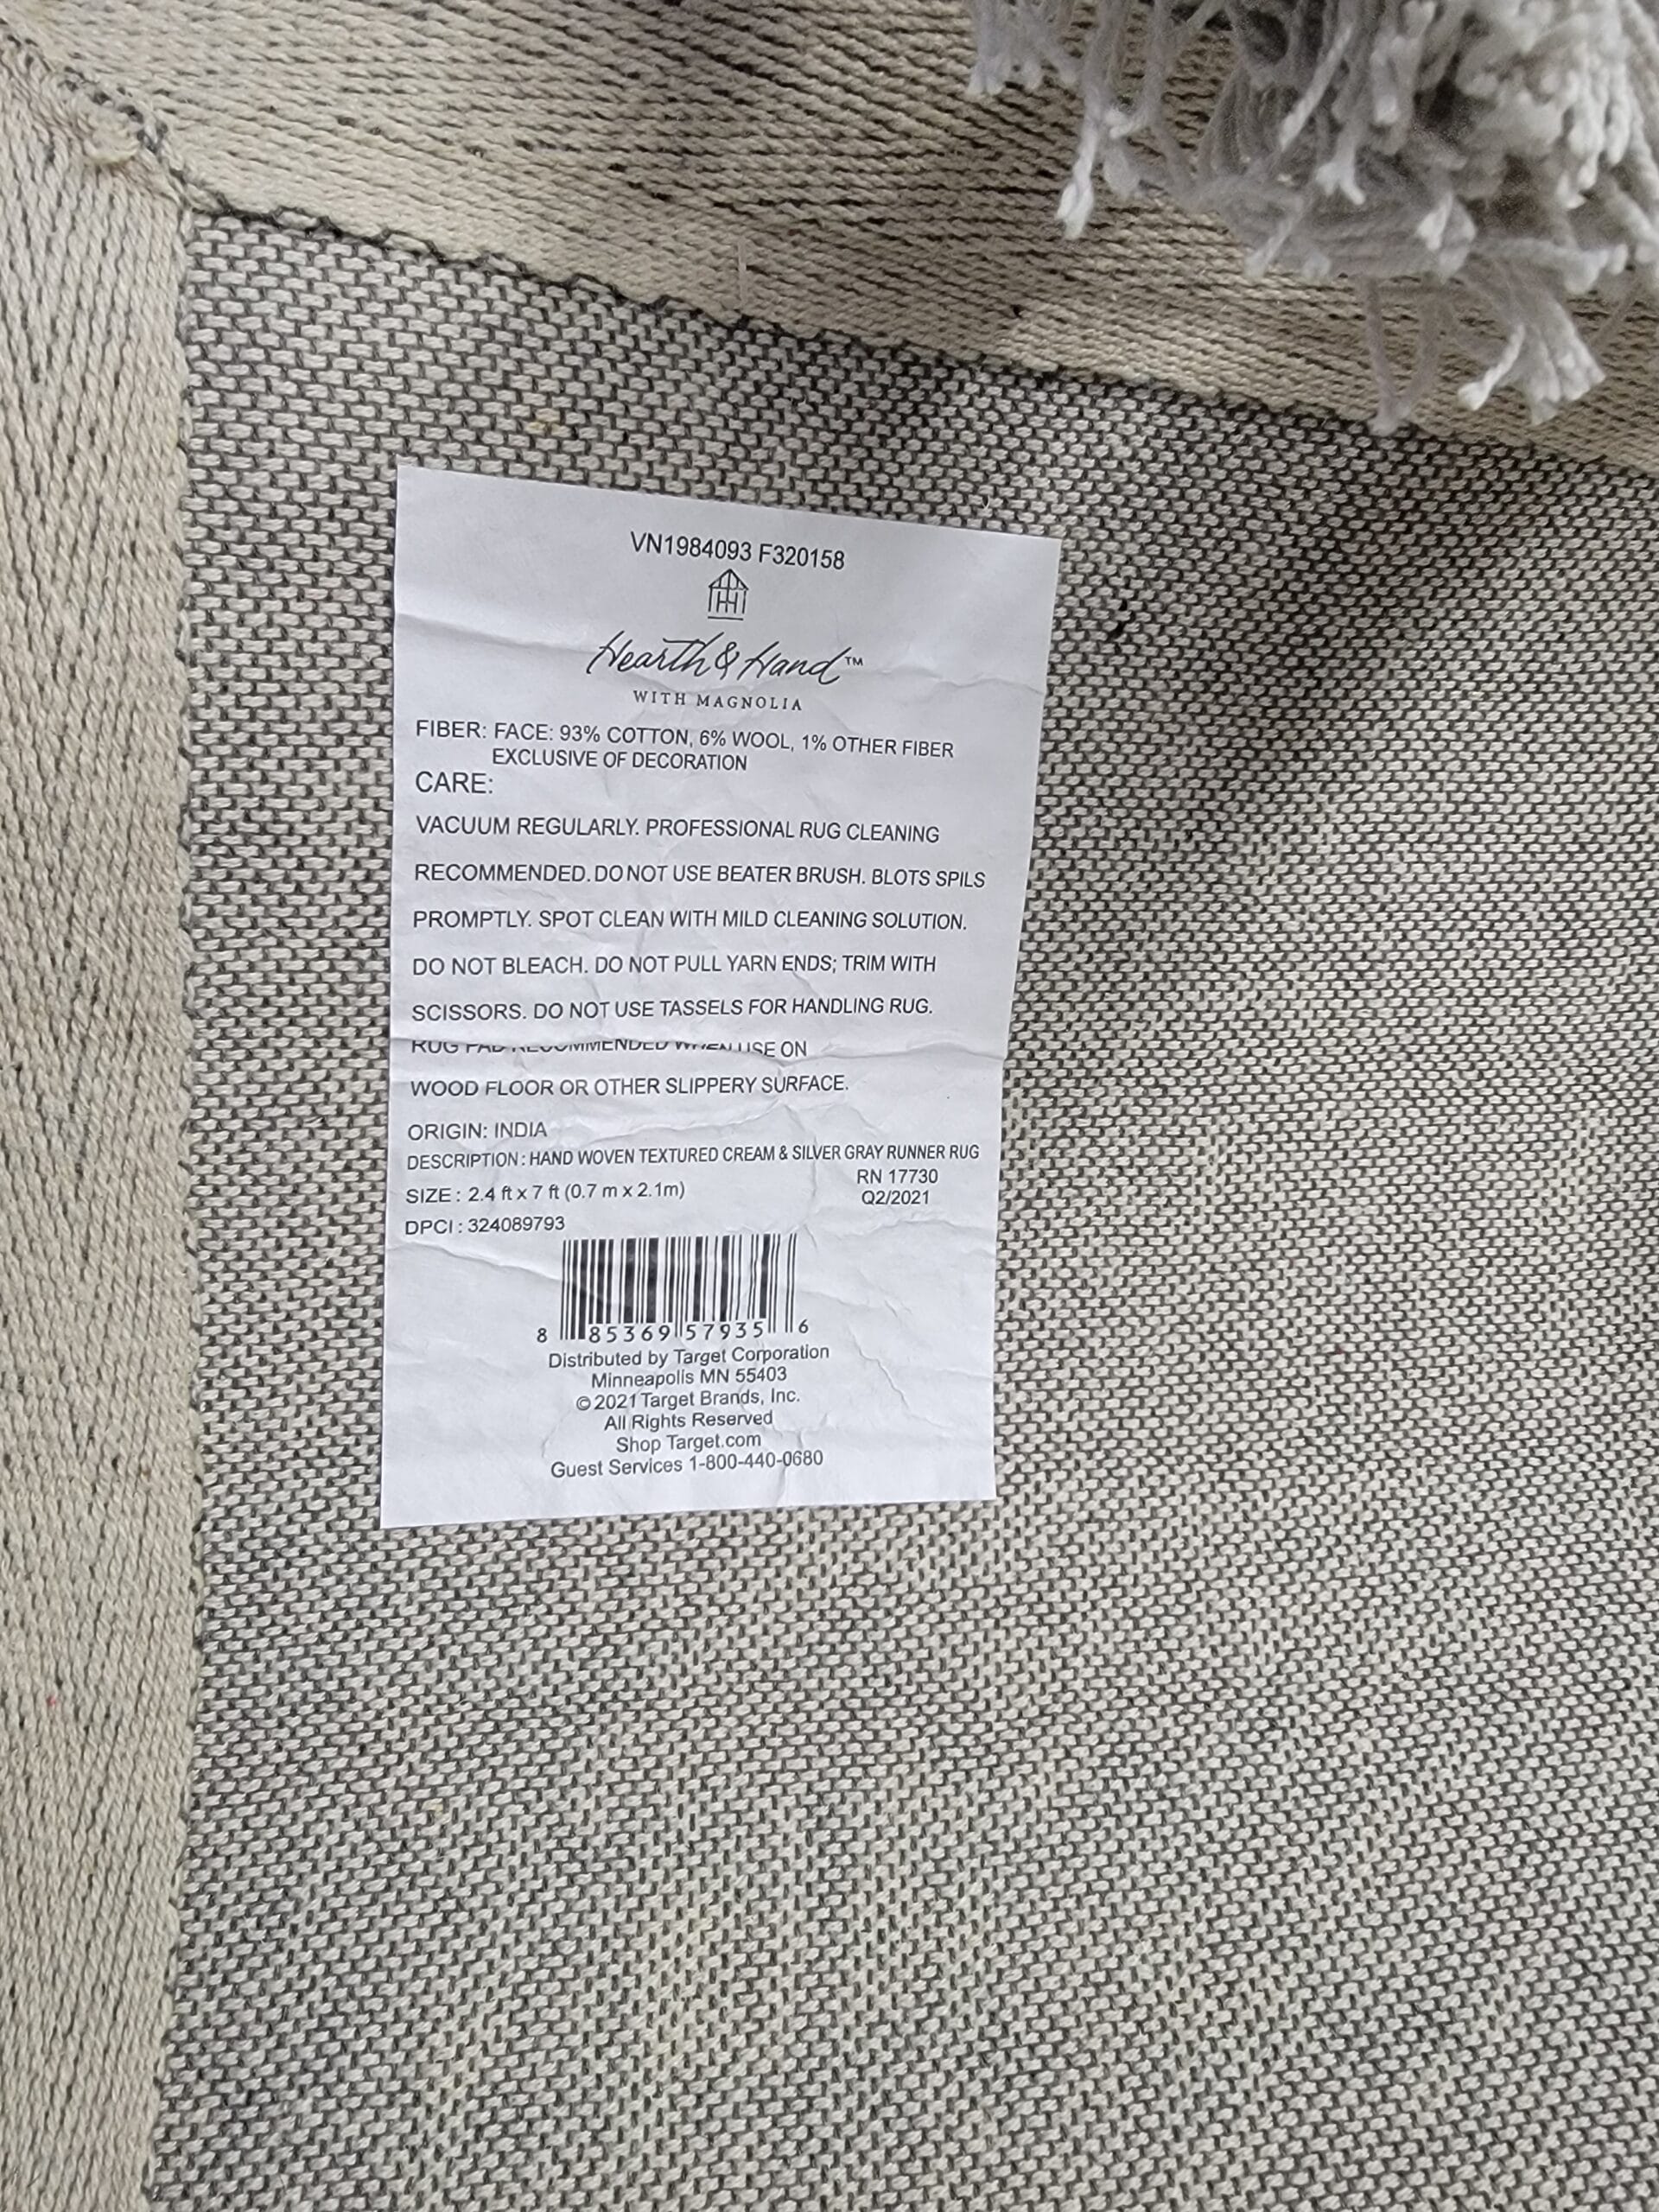 VN1984093 F320158
Hearth & Hand™
WITH MAGNOLIA
FIBER: FACE: 93% COTTON, 6% WOOL, 1% OTHER FIBER
EXCLUSIVE OF DECORATION
CARE:
VACUUM REGULARLY. PROFESSIONAL RUG CLEANING
RECOMMENDED. DO NOT USE BEATER BRUSH. BLOTS SPILS
PROMPTLY. SPOT CLEAN WITH MILD CLEANING SOLUTION.
DO NOT BLEACH. DO NOT PULL YARN ENDS; TRIM WITH
SCISSORS. DO NOT USE TASSELS FOR HANDLING RUG.
RUG PAD RECOMMENDED WHEN USE ON
WOOD FLOOR OR OTHER SLIPPERY SURFACE.
ORIGIN: INDIA
DESCRIPTION : HAND WOVEN TEXTURED CREAM & SILVER GRAY RUNNER RUG
RN 17730
SIZE : 2.4 ft x 7 ft (0.7 m x 2.1m)
Q2/2021
DPCI : 324089793
8 85369 57935 6
Distributed by Target Corporation
Minneapolis MN 55403
© 2021 Target Brands, Inc.
All Rights Reserved
Shop Target.com
Guest Services 1-800-440-0680